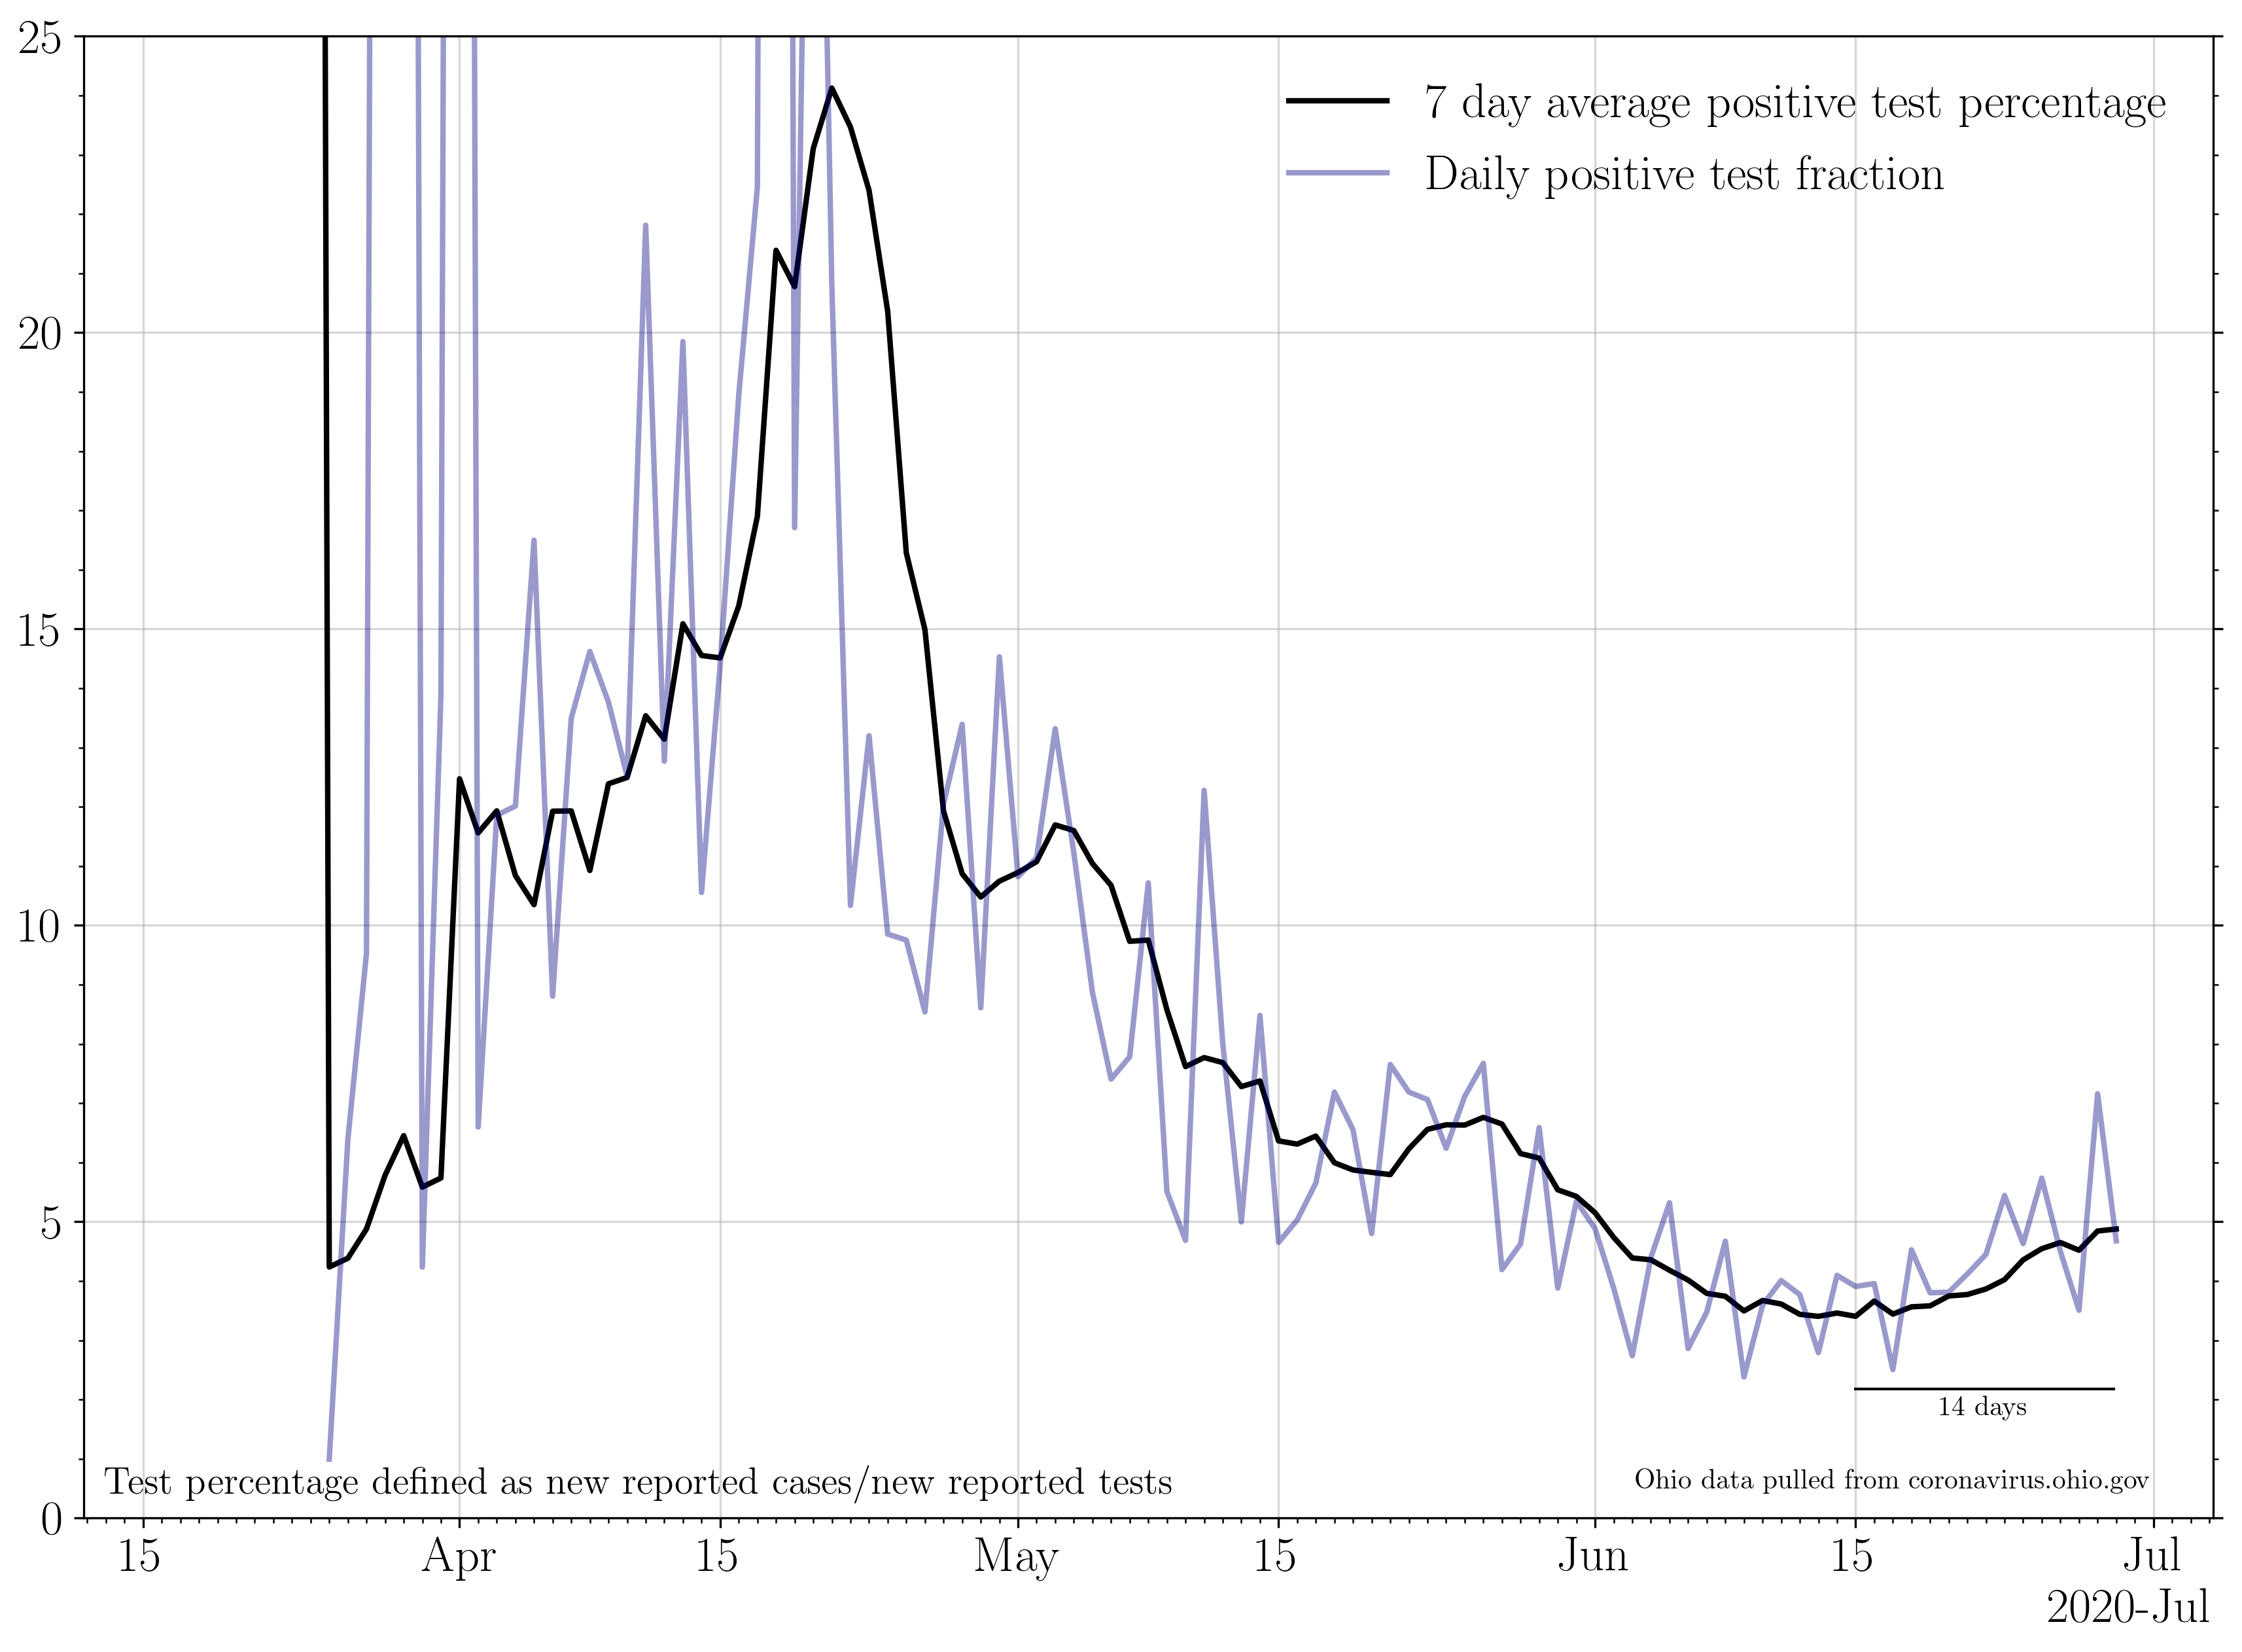 25
20
15
10
5
0
7 day average positive test percentage
Daily positive test fraction
14 days
Test percentage defined as new reported cases/new reported tests
Ohio data pulled from coronavirus.ohio.gov
15 Apr 15 May 15 Jun 15 Jul
2020-Jul